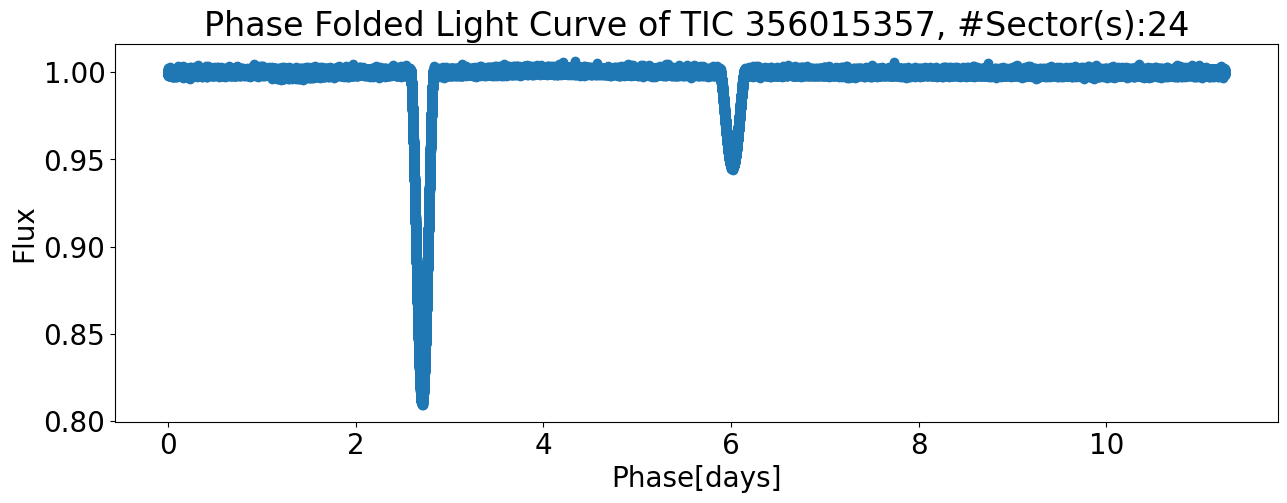 Phase Folded Light Curve of TIC 356015357, #Sector(s):24
1.00
0.95
0.90
0.85
0.80
Flux
0 2 4 6 8 10
Phase[days]